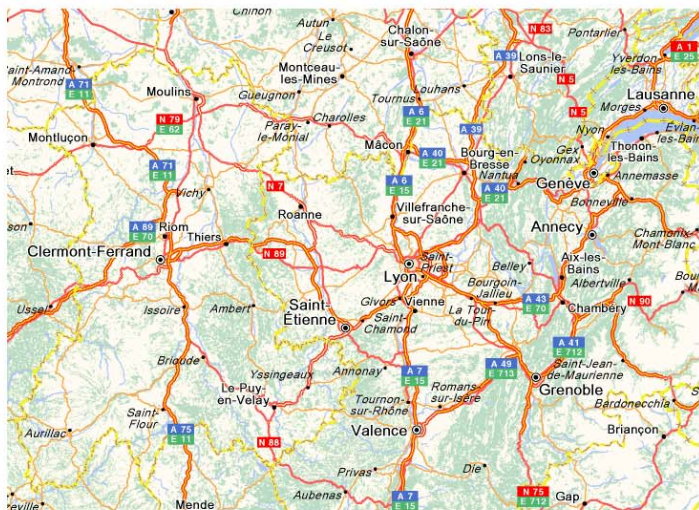 Chinon
Autun
Le
Creusot
Chalon-
sur-Saône
N 83
Pontarlier
A 1
E 25
Yverdon-
les-Bains
Saint-Amand
Montrond
A 71
E 11
Montceau-
les-Mines
A 39
Lons-le
Saunier
N 5
Lausanne
Moulins
Gueugnon
Louhans
Tournus
Morges
N 79
E 62
Charolles
Paray-
le-Monial
A 6
E 21
A 39
N 5
Nyon
Evian
les-Bains
Montluçon
Mâcon
Bourg-en-
Bresse
Gex
Oyonnax
Thonon-
les-Bains
A 71
E 11
A 40
E 21
Nantua
Genève
Annemasse
Vichy
N 7
A 6
E 15
A 40
E 21
Bonneville
Roanne
Villefranche-
sur-Saône
A 89
E 70
Riom
Thiers
Annecy
Chamonix-
Mont-Blanc
Clermont-Ferrand
N 89
Saint-
Priest
Lyon
Belley
Aix-les-
Bains
Ussel
Issoire
Ambert
Saint-
Étienne
Givors
Vienne
Bourgoin-
Jallieu
Albertville
A 43
E 70
N 90
Chambéry
Saint-
Chamond
La Tour-
du-Pin
Brioude
Yssingeaux
Annonay
A 7
E 15
A 49
E 713
A 41
E 712
Saint-Jean-
de-Maurienne
Le-Puy-
en-Velay
Tournon-
sur-Rhône
Romans-
sur-Isère
Grenoble
Bardonecchia
Saint-
Flour
Aurillac
A 75
E 11
N 88
Valence
Briançon
Privas
Die
Mende
Aubenas
A 7
E 15
N 75
E 712
Gap